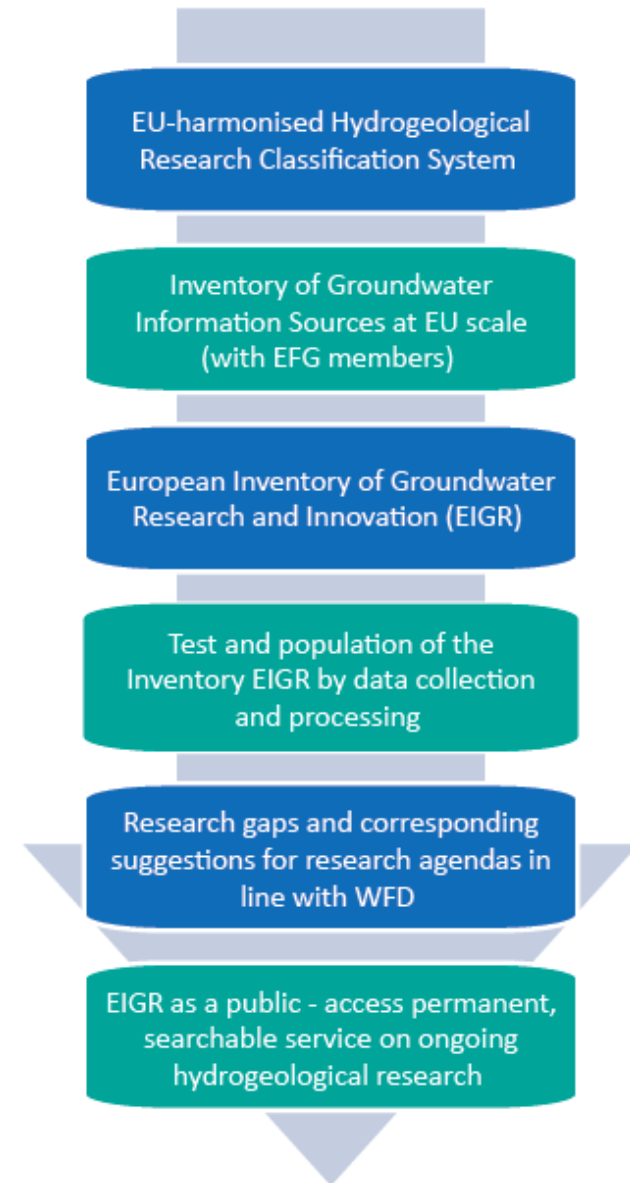 EU-harmonised Hydrogeological
Research Classification System
Inventory of Groundwater
Information Sources at EU scale
(with EFG members)
European Inventory of Groundwater
Research and Innovation (EIGR)
Test and population of the
Inventory EIGR by data collection
and processing
Research gaps and corresponding
suggestions for research agendas in
line with WFD
EIGR as a public - access permanent,
searchable service on ongoing
hydrogeological research